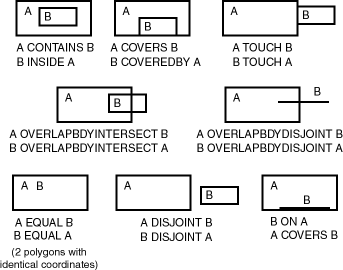 A B
A CONTAINS B
B INSIDE A
A B
A COVERS B
B COVEREDBY A
A B
A TOUCH B
B TOUCH A
A B
A OVERLAPBDYINTERSECT B
B OVERLAPBDYINTERSECT A
A B
A OVERLAPBDYDISJOINT B
B OVERLAPBDYDISJOINT A
A B
A EQUAL B
B EQUAL A
(2 polygons with
identical coordinates)
A B
A DISJOINT B
B DISJOINT A
A
B
B ON A
A COVERS B